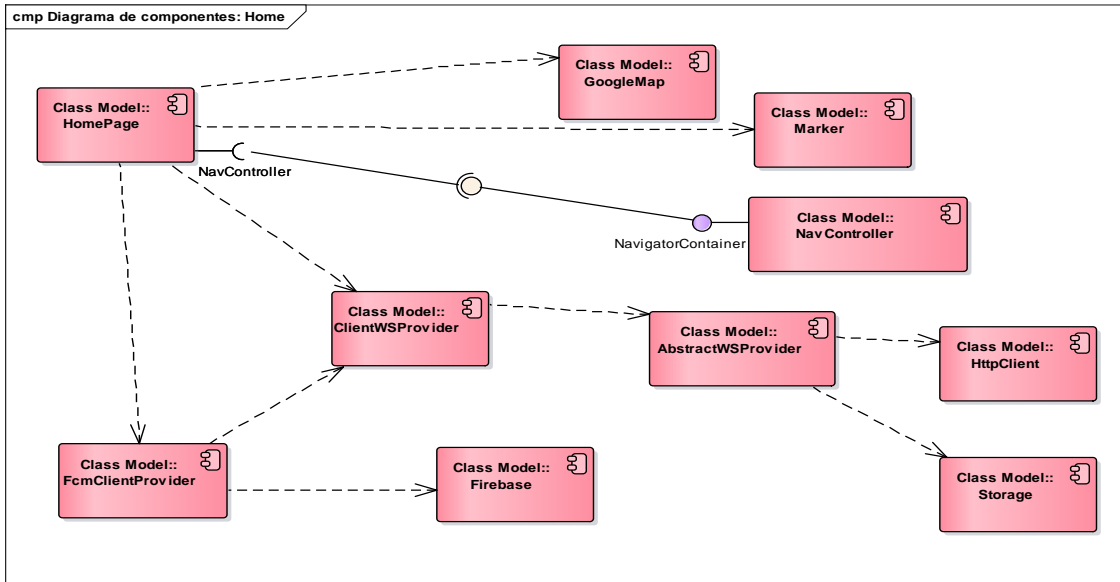 cmp Diagrama de componentes: Home
Class Model::
GoogleMap
Class Model::
HomePage
Class Model::
Marker
NavController
Class Model::
NavController
NavigatorContainer
Class Model::
ClientWSProvider
Class Model::
AbstractWSProvider
Class Model::
HttpClient
Class Model::
FcmClientProvider
Class Model::
Firebase
Class Model::
Storage